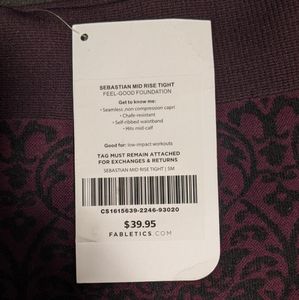 SEBASTIAN MID RISE TIGHT
FEEL-GOOD FOUNDATION
Get to know me:
• Seamless non compression capri
• Chafe-resistant
• Self-ribbed waistband
• Hits mid-calf
Good for: low-impact workouts
TAG MUST REMAIN ATTACHED
FOR EXCHANGES & RETURNS
SEBASTIAN MID RISE TIGHT | SM
CS1615639-2246-93020
$39.95
FABLETICS.COM